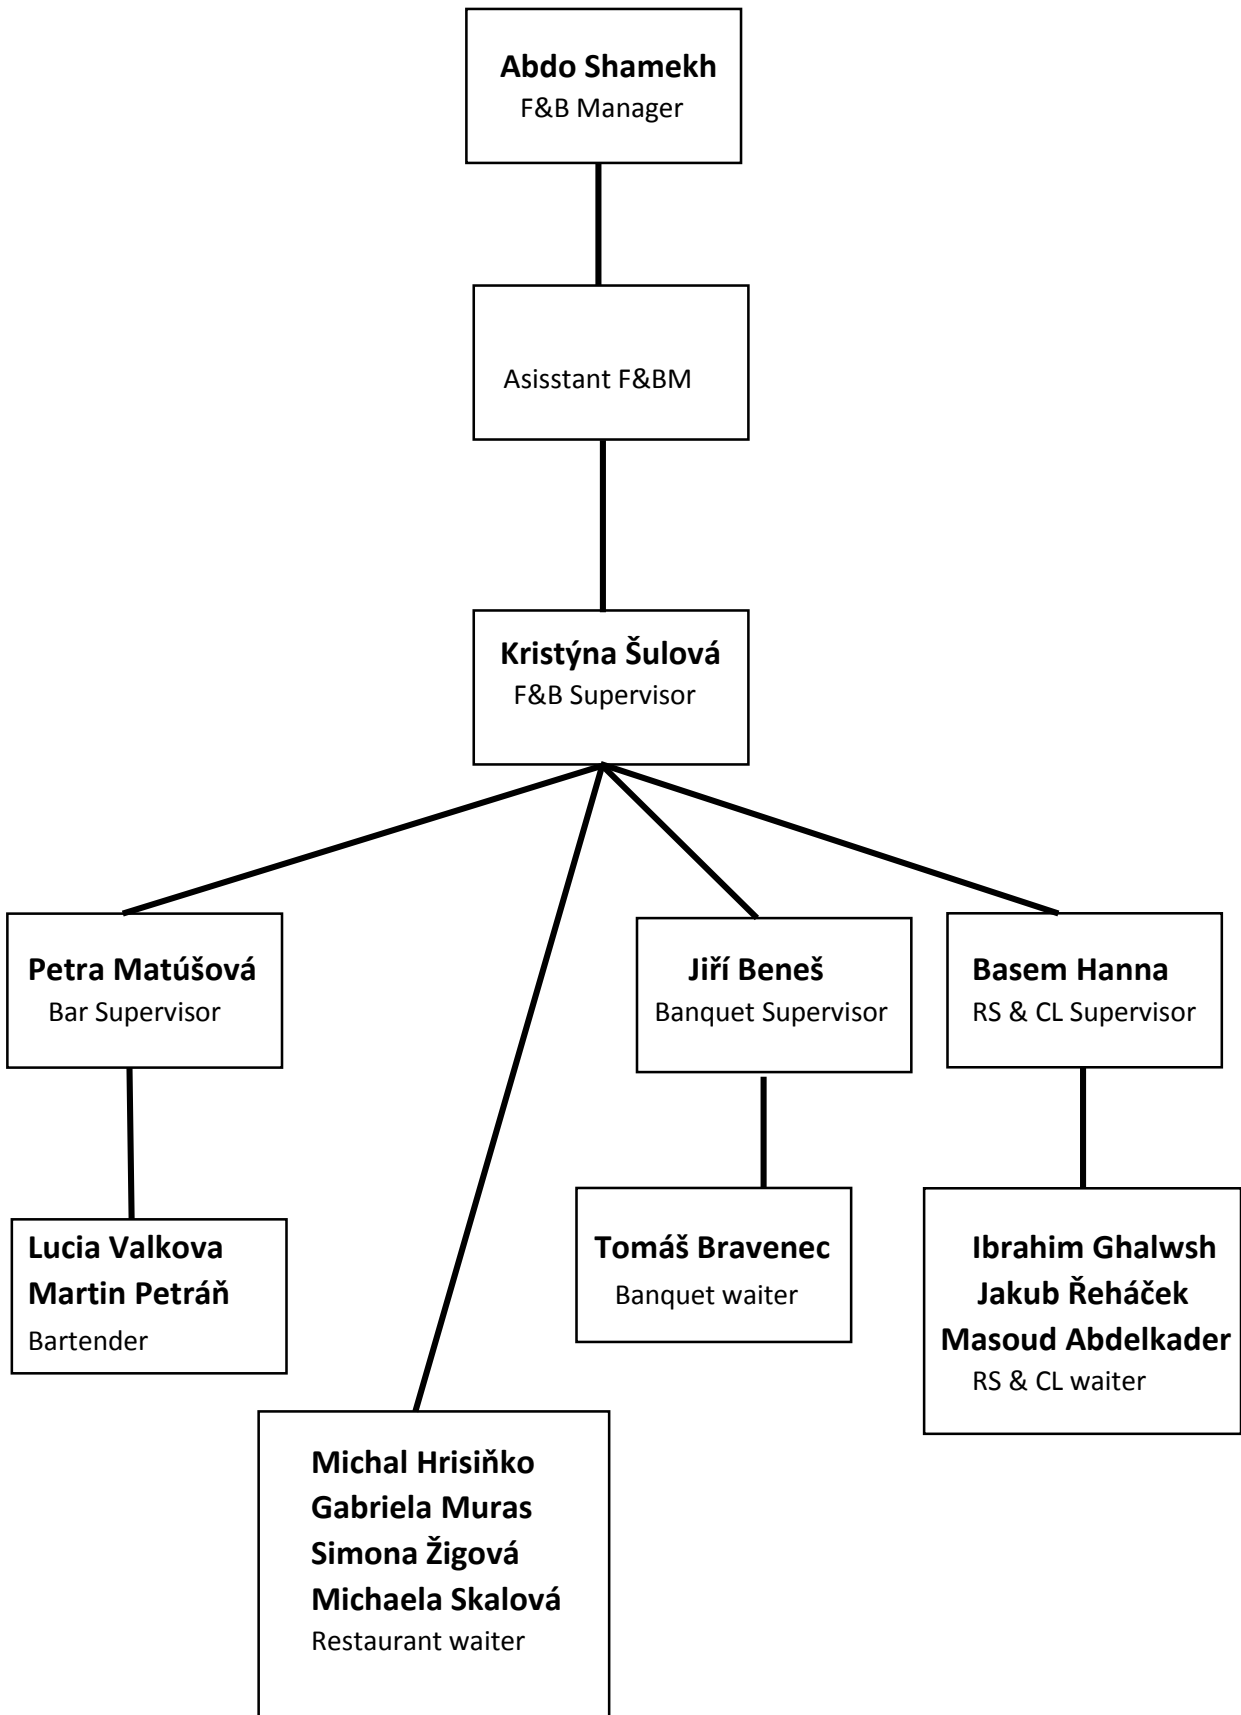 Abdo Shamekh
F&B Manager
Asisstant F&BM
Kristýna Šulová
F&B Supervisor
Petra Matúšová
Bar Supervisor
Jiří Beneš
Banquet Supervisor
Basem Hanna
RS & CL Supervisor
Lucia Valkova
Martin Petráň
Bartender
Tomáš Bravenec
Banquet waiter
Ibrahim Ghalwsh
Jakub Řeháček
Masoud Abdelkader
RS & CL waiter
Michal Hrisiňko
Gabriela Muras
Simona Žigová
Michaela Skalová
Restaurant waiter